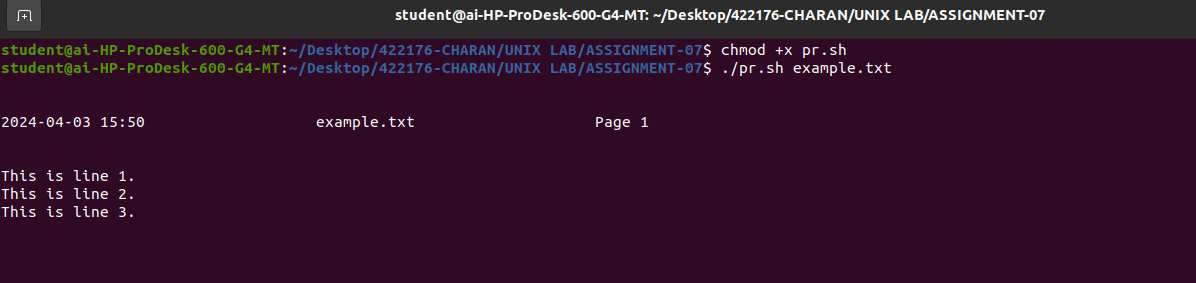 student@ai-HP-ProDesk-600-G4-MT: ~/Desktop/422176-CHARAN/UNIX LAB/ASSIGNMENT-07
student@ai-HP-ProDesk-600-G4-MT:~/Desktop/422176-CHARAN/UNIX LAB/ASSIGNMENT-07$ chmod +x pr.sh
student@ai-HP-ProDesk-600-G4-MT:~/Desktop/422176-CHARAN/UNIX LAB/ASSIGNMENT-07$ ./pr.sh example.txt
2024-04-03 15:50 example.txt Page 1
This is line 1.
This is line 2.
This is line 3.